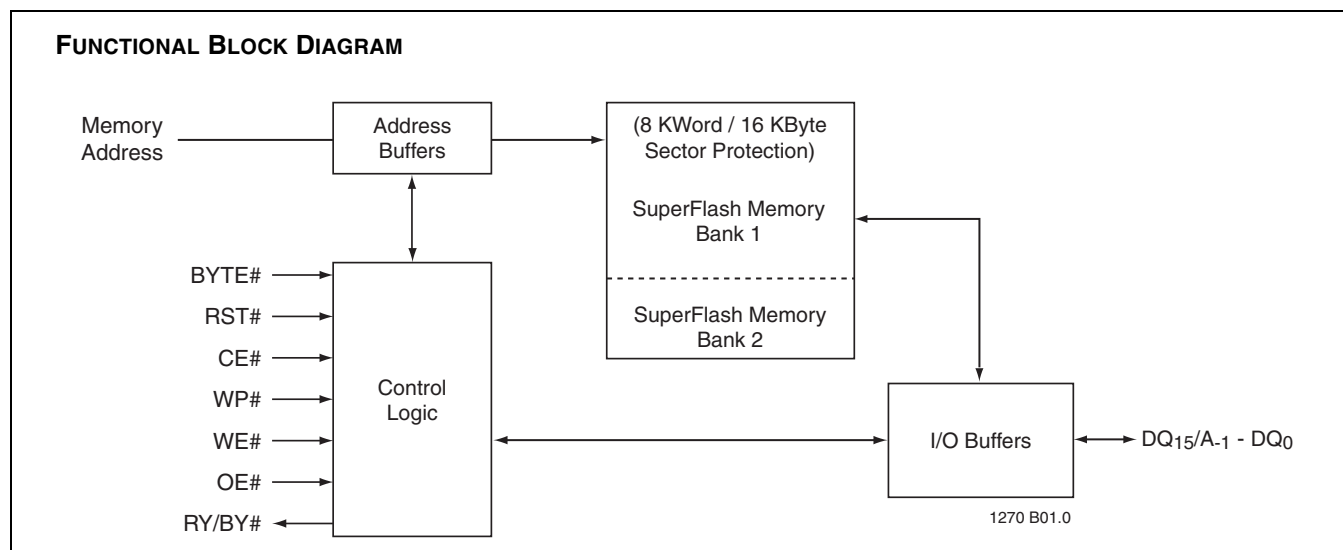 FUNCTIONAL BLOCK DIAGRAM
Memory
Address
Address
Buffers
(8 KWord / 16 KByte
Sector Protection)
SuperFlash Memory
Bank 1
SuperFlash Memory
Bank 2
BYTE#
RST#
CE#
WP#
WE#
OE#
RY/BY#
Control
Logic
I/O Buffers
DQ15/A-1 - DQ0
1270 B01.0